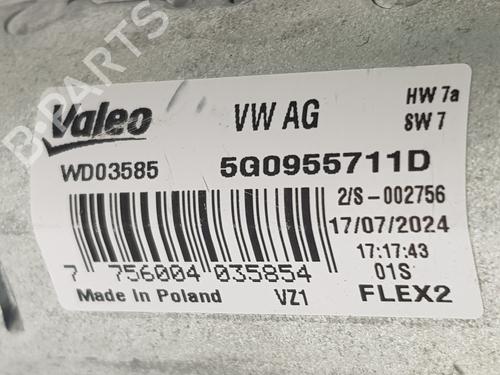 B-PARTS
Valeo
VW AG
HW 7a
SW 7
WD03585
5G0955711D
2/S-002756
17/07/2024
17:17:43
7 756004 035854
01S
Made In Poland
VZ1
FLEX2